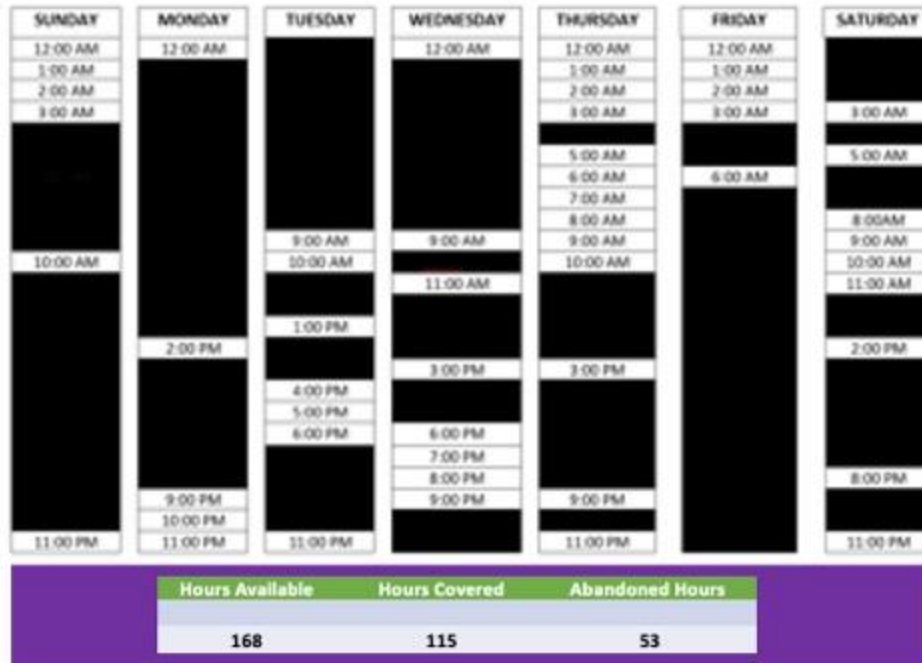 SUNDAY MONDAY TUESDAY WEDNESDAY THURSDAY FRIDAY SATURDAY
12:00 AM 12:00 AM 12:00 AM 12:00 AM 12:00 AM
1:00 AM 1:00 AM 1:00 AM
2:00 AM 2:00 AM 2:00 AM
3:00 AM 3:00 AM 3:00 AM 3:00 AM
5:00 AM 5:00 AM
6:00 AM 6:00 AM
7:00 AM
8:00 AM 8:00AM
9:00 AM 9:00 AM 9:00 AM 9:00 AM
10:00 AM 10:00 AM 10:00 AM 10:00 AM
11:00 AM 11:00 AM
1:00 PM
2:00 PM 2:00 PM
3:00 PM 3:00 PM
4:00 PM
5:00 PM
6:00 PM 6:00 PM
7:00 PM
8:00 PM 8:00 PM
9:00 PM 9:00 PM 9:00 PM
10:00 PM
11:00 PM 11:00 PM 11:00 PM 11:00 PM 11:00 PM
Hours Available Hours Covered Abandoned Hours
168 115 53